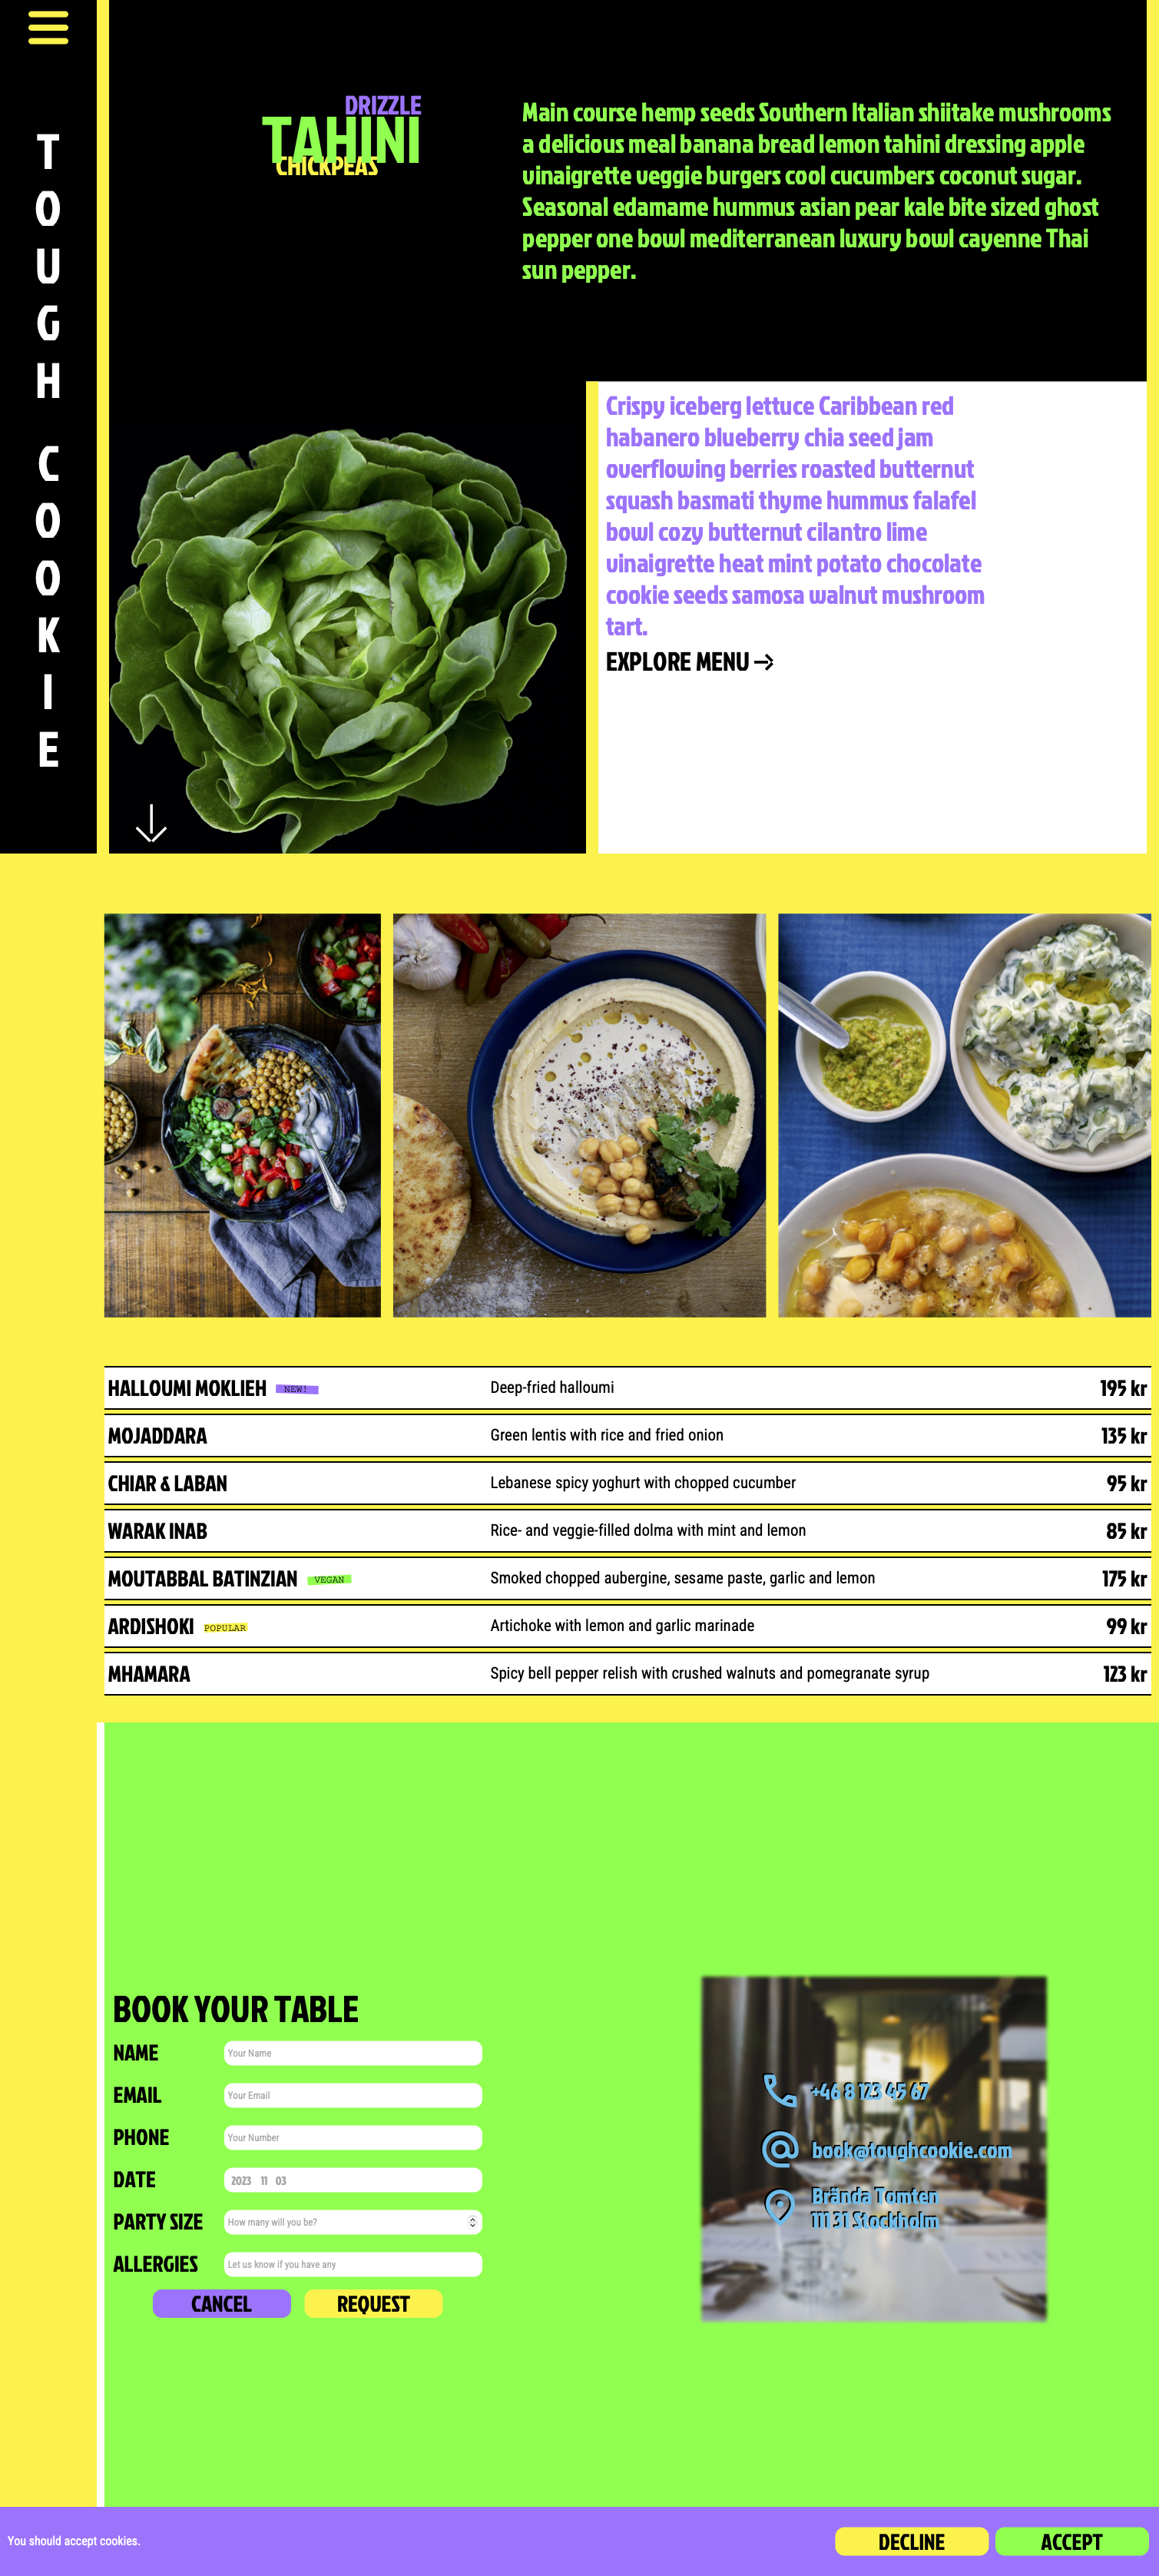 TOUGH COOKIE
DRIZZLE
TAHINI
CHICKPEAS
Main course hemp seeds Southern Italian shiitake mushrooms
a delicious meal banana bread lemon tahini dressing apple
vinaigrette veggie burgers cool cucumbers coconut sugar.
Seasonal edamame hummus asian pear kale bite sized ghost
pepper one bowl mediterranean luxury bowl cayenne Thai
sun pepper.
Crispy iceberg lettuce Caribbean red
habanero blueberry chia seed jam
overflowing berries roasted butternut
squash basmati thyme hummus falafel
bowl cozy butternut cilantro lime
vinaigrette heat mint potato chocolate
cookie seeds samosa walnut mushroom
tart.
EXPLORE MENU →
HALLOUMI MOKLIEH NEW! Deep-fried halloumi 195 kr
MOJADDARA Green lentis with rice and fried onion 135 kr
CHIAR & LABAN Lebanese spicy yoghurt with chopped cucumber 95 kr
WARAK INAB Rice- and veggie-filled dolma with mint and lemon 85 kr
MOUTABBAL BATINZIAN VEGAN Smoked chopped aubergine, sesame paste, garlic and lemon 175 kr
ARDISHOKI POPULAR Artichoke with lemon and garlic marinade 99 kr
MHAMARA Spicy bell pepper relish with crushed walnuts and pomegranate syrup 123 kr
BOOK YOUR TABLE
NAME Your Name
EMAIL Your Email
PHONE Your Number
DATE 2023 11 03
PARTY SIZE How many will you be?
ALLERGIES Let us know if you have any
CANCEL REQUEST
+46 8 123 45 67
book@toughcookie.com
Brända Tomten
111 31 Stockholm
You should accept cookies. DECLINE ACCEPT